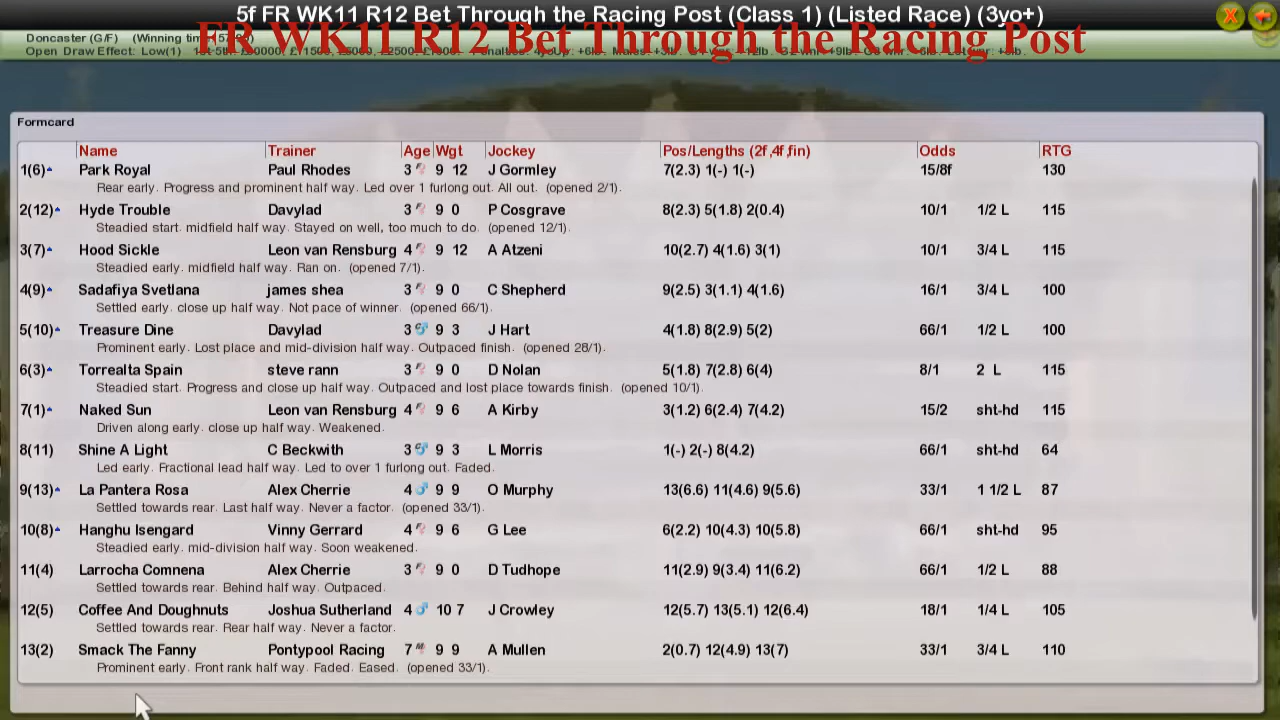 5f FR WK11 R12 Bet Through the Racing Post (Class 1) (Listed Race) (3yo+)
FR WK11 R12 Bet Through the Racing Post
Doncaster (G/F) (Winning
Open Draw Effect: Low(1)
Formcard
Name Trainer Age Wgt Jockey Pos/Lengths (2f,4f,fin) Odds RTG
1(6) Park Royal Paul Rhodes 3 9 12 J Gormley 7(2.3) 1(-) 1(-) 15/8f 130
Rear early. Progress and prominent half way. Led over 1 furlong out. All out. (opened 2/1).
2(12) Hyde Trouble Davylad 3 9 0 P Cosgrave 8(2.3) 5(1.8) 2(0.4) 10/1 1/2 L 115
Steadied start. midfield half way. Stayed on well, too much to do. (opened 12/1).
3(7) Hood Sickle Leon van Rensburg 4 9 12 A Atzeni 10(2.7) 4(1.6) 3(1) 10/1 3/4 L 115
Steadied early. midfield half way. Ran on. (opened 7/1).
4(9) Sadafiya Svetlana james shea 3 9 0 C Shepherd 9(2.5) 3(1.1) 4(1.6) 16/1 3/4 L 100
Settled early. close up half way. Not pace of winner. (opened 66/1).
5(10) Treasure Dine Davylad 3 9 3 J Hart 4(1.8) 8(2.9) 5(2) 66/1 1/2 L 100
Prominent early. Lost place and mid-division half way. Outpaced finish. (opened 28/1).
6(3) Torrealta Spain steve rann 3 9 0 D Nolan 5(1.8) 7(2.8) 6(4) 8/1 2 L 115
Steadied start. Progress and close up half way. Outpaced and lost place towards finish. (opened 10/1).
7(1) Naked Sun Leon van Rensburg 4 9 6 A Kirby 3(1.2) 6(2.4) 7(4.2) 15/2 sht-hd 115
Driven along early. close up half way. Weakened.
8(11) Shine A Light C Beckwith 3 9 3 L Morris 1(-) 2(-) 8(4.2) 66/1 sht-hd 64
Led early. Fractional lead half way. Led to over 1 furlong out. Faded.
9(13) La Pantera Rosa Alex Cherrie 4 9 9 O Murphy 13(6.6) 11(4.6) 9(5.6) 33/1 1 1/2 L 87
Settled towards rear. Last half way. Never a factor. (opened 33/1).
10(8) Hanghu Isengard Vinny Gerrard 4 9 6 G Lee 6(2.2) 10(4.3) 10(5.8) 66/1 sht-hd 95
Steadied early. mid-division half way. Soon weakened.
11(4) Larrocha Comnena Alex Cherrie 3 9 0 D Tudhope 11(2.9) 9(3.4) 11(6.2) 66/1 1/2 L 88
Settled towards rear. Behind half way. Outpaced.
12(5) Coffee And Doughnuts Joshua Sutherland 4 10 7 J Crowley 12(5.7) 13(5.1) 12(6.4) 18/1 1/4 L 105
Settled towards rear. Rear half way. Never a factor.
13(2) Smack The Fanny Pontypool Racing 7 9 9 A Mullen 2(0.7) 12(4.9) 13(7) 33/1 3/4 L 110
Prominent early. Front rank half way. Faded. Eased. (opened 33/1).